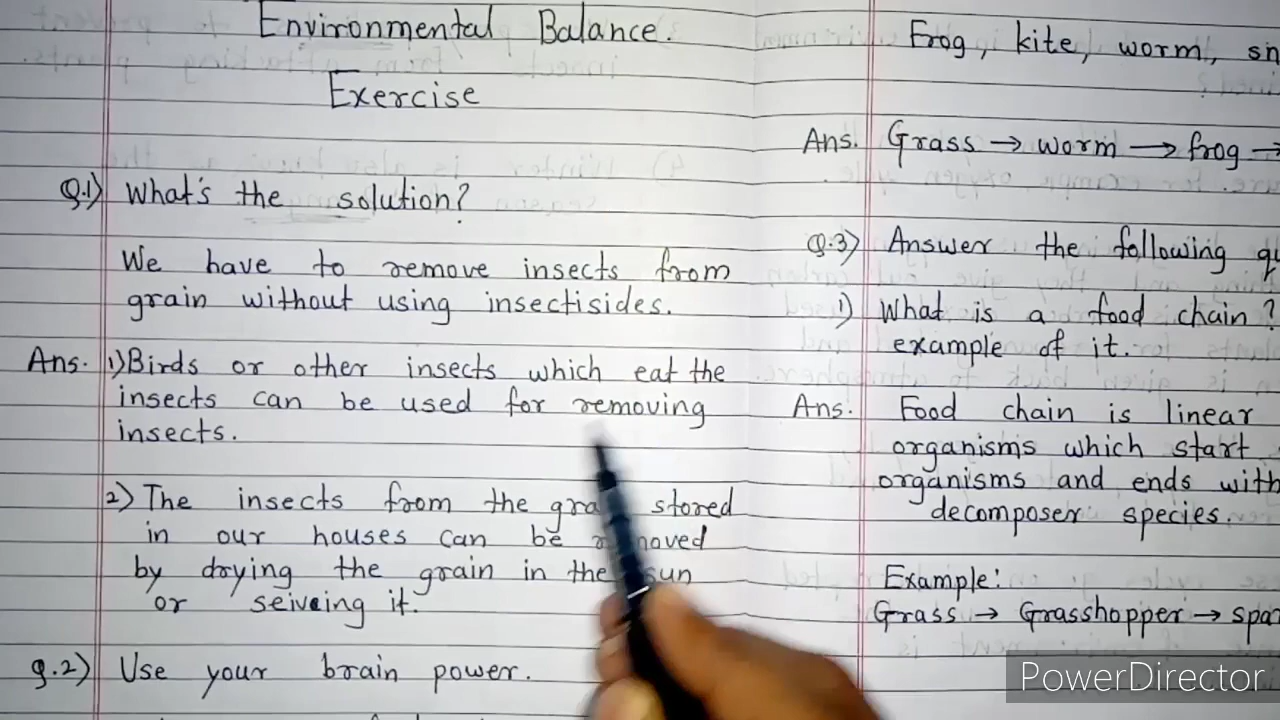 Environmental Balance.
Exercise
Q.1) What's the solution?
We have to remove insects from
grain without using insectisides.
Ans. 1) Birds or other insects which eat the
insects can be used for removing
insects.
2) The insects from the stored
in our houses can be
by drying the grain in the sun
or seiveing it.
Q.2) Use your brain power.
Frog, kite, worm,
Ans. Grass → worm → frog →
Q.3) Answer the following
1) What is a food chain?
example of it.
Ans. Food chain is linear
organisms which start
organisms and ends with
decomposer species.
Example:
Grass → Grasshopper →
PowerDirector